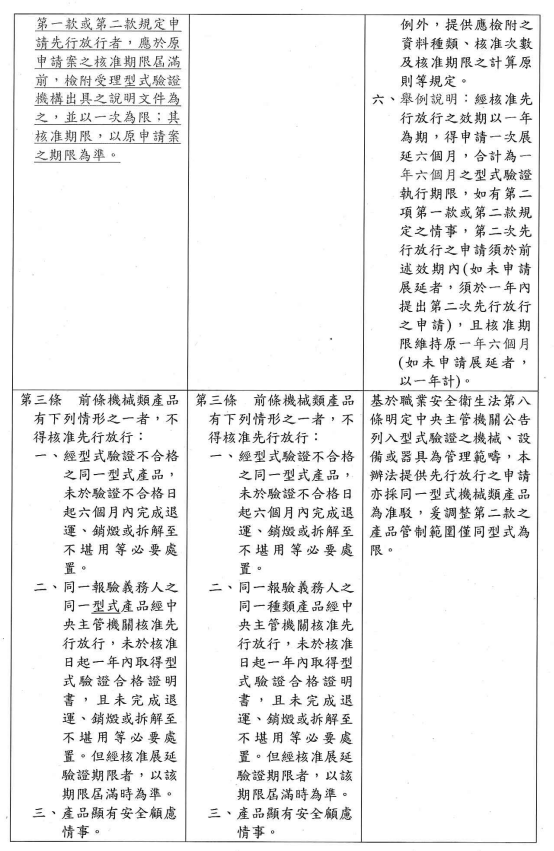 第一款或第二款規定申
請先行放行者，應於原
申請案之核准期限屆滿
前，檢附受理型式驗證
機構出具之說明文件為
之，並以一次為限；其
核准期限，以原申請案
之期限為準。
例外，提供應檢附之
資料種類、核准次數
及核准期限之計算原
則等規定。
六、舉例說明：經核准先
行放行之效期以一年
為期，得申請一次展
延六個月，合計為一
年六個月之型式驗證
執行期限，如有第二
項第一款或第二款規
定之情事，第二次先
行放行之申請須於前
述效期內(如未申請
展延者，須於一年內
提出第二次先行放行
之申請)，且核准期
限維持原一年六個月
(如未申請展延者，
以一年計)。
第三條　前條機械類產品
有下列情形之一者，不
得核准先行放行：
一、經型式驗證不合格
之同一型式產品，
未於驗證不合格日
起六個月內完成退
運、銷燬或拆解至
不堪用等必要處
置。
二、同一報驗義務人之
同一型式產品經中
央主管機關核准先
行放行，未於核准
日起一年內取得型
式驗證合格證明
書，且未完成退
運、銷燬或拆解至
不堪用等必要處
置。但經核准展延
驗證期限者，以該
期限屆滿時為準。
三、產品顯有安全顧慮
情事。
第三條　前條機械類產品
有下列情形之一者，不
得核准先行放行：
一、經型式驗證不合格
之同一型式產品，
未於驗證不合格日
起六個月內完成退
運、銷燬或拆解至
不堪用等必要處
置。
二、同一報驗義務人之
同一種類產品經中
央主管機關核准先
行放行，未於核准
日起一年內取得型
式驗證合格證明
書，且未完成退
運、銷燬或拆解至
不堪用等必要處
置。但經核准展延
驗證期限者，以該
期限屆滿時為準。
三、產品顯有安全顧慮
情事。
基於職業安全衛生法第八
條明定中央主管機關公告
列入型式驗證之機械、設
備或器具為管理範疇，本
辦法提供先行放行之申請
亦採同一型式機械類產品
為准駁，爰調整第二款之
產品管制範圍僅同型式為
限。